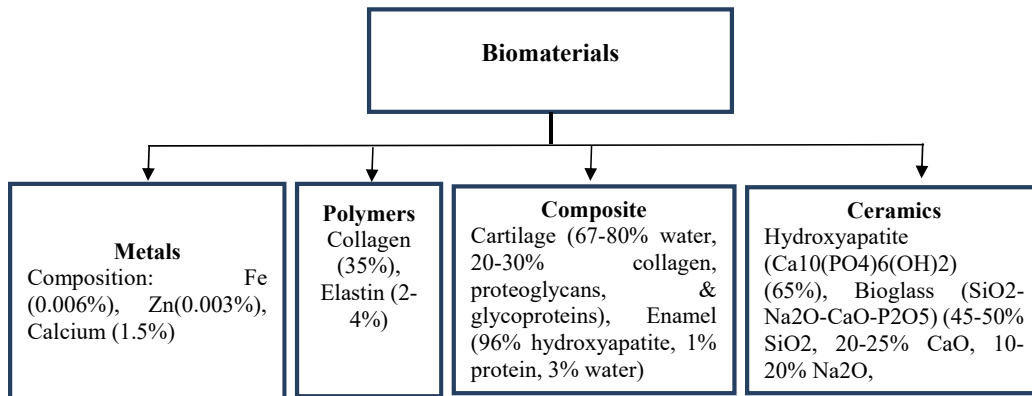 Biomaterials
Metals
Composition: Fe
(0.006%), Zn(0.003%),
Calcium (1.5%)
Polymers
Collagen
(35%),
Elastin (2-
4%)
Composite
Cartilage (67-80% water,
20-30% collagen,
proteoglycans, &
glycoproteins), Enamel
(96% hydroxyapatite, 1%
protein, 3% water)
Ceramics
Hydroxyapatite
(Ca10(PO4)6(OH)2)
(65%), Bioglass (SiO2-
Na2O-CaO-P2O5) (45-50%
SiO2, 20-25% CaO, 10-
20% Na2O,